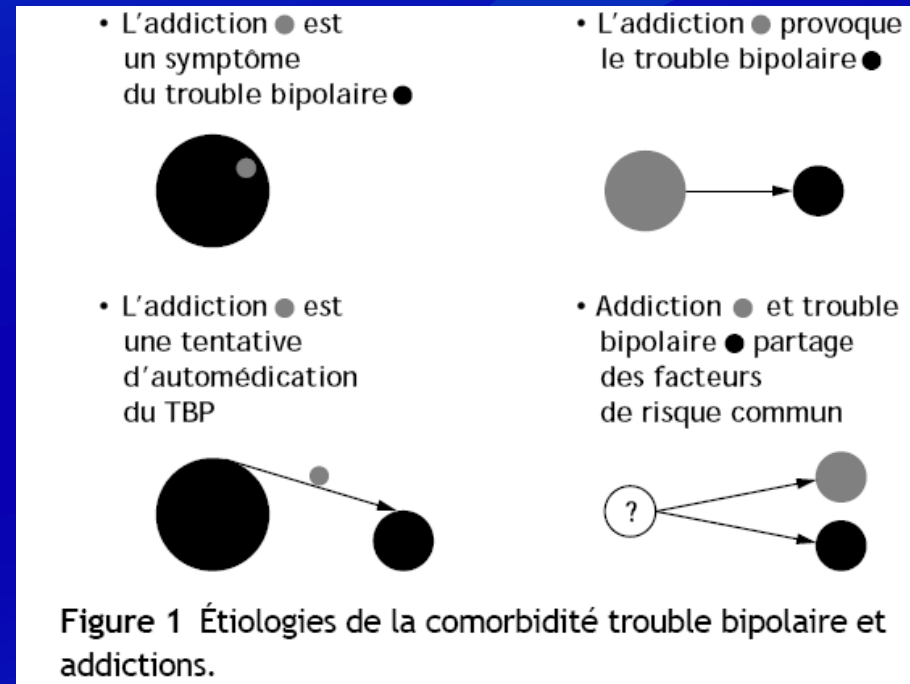 • L'addiction est
un symptôme
du trouble bipolaire
• L'addiction provoque
le trouble bipolaire
• L'addiction est
une tentative
d'automédication
du TBP
• Addiction et trouble
bipolaire partage
des facteurs
de risque commun
?
Figure 1 Étiologies de la comorbidité trouble bipolaire et
addictions.